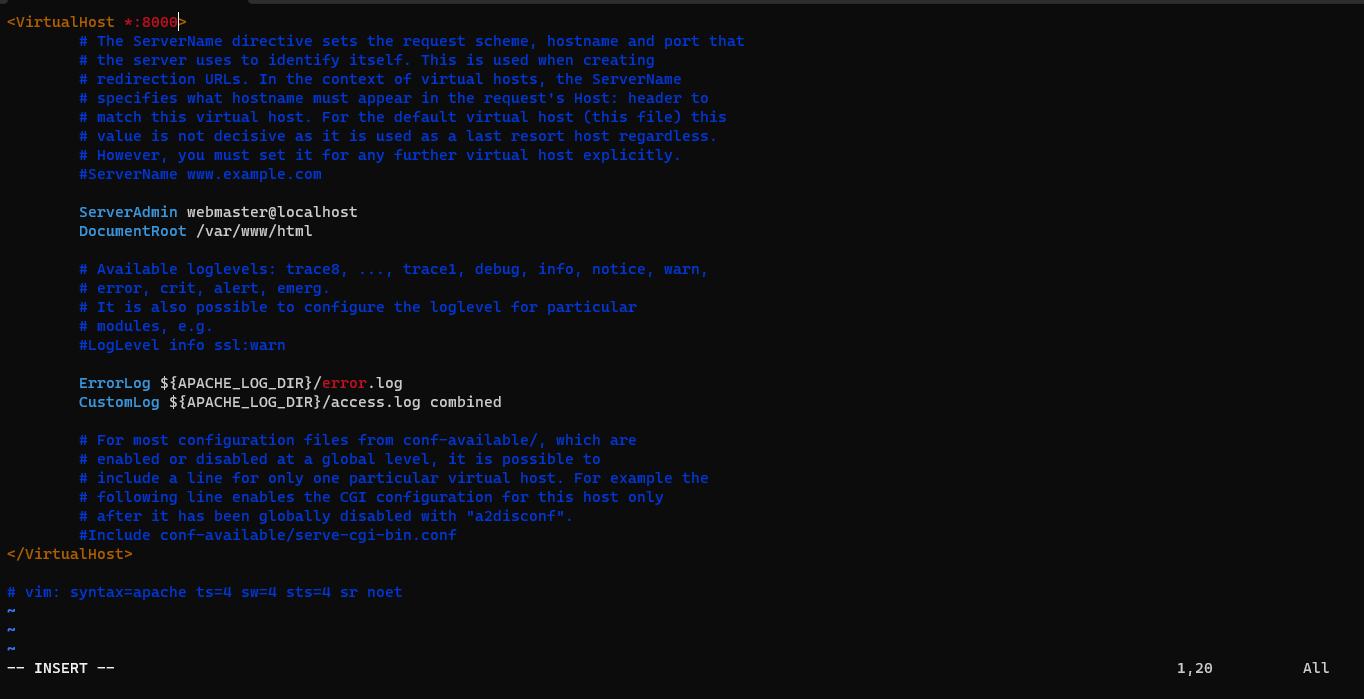 <VirtualHost *:8000>
        # The ServerName directive sets the request scheme, hostname and port that
        # the server uses to identify itself. This is used when creating
        # redirection URLs. In the context of virtual hosts, the ServerName
        # specifies what hostname must appear in the request's Host: header to
        # match this virtual host. For the default virtual host (this file) this
        # value is not decisive as it is used as a last resort host regardless.
        # However, you must set it for any further virtual host explicitly.
        #ServerName www.example.com

        ServerAdmin webmaster@localhost
        DocumentRoot /var/www/html

        # Available loglevels: trace8, ..., trace1, debug, info, notice, warn,
        # error, crit, alert, emerg.
        # It is also possible to configure the loglevel for particular
        # modules, e.g.
        #LogLevel info ssl:warn

        ErrorLog ${APACHE_LOG_DIR}/error.log
        CustomLog ${APACHE_LOG_DIR}/access.log combined

        # For most configuration files from conf-available/, which are
        # enabled or disabled at a global level, it is possible to
        # include a line for only one particular virtual host. For example the
        # following line enables the CGI configuration for this host only
        # after it has been globally disabled with "a2disconf".
        #Include conf-available/serve-cgi-bin.conf
</VirtualHost>

# vim: syntax=apache ts=4 sw=4 sts=4 sr noet
~
~
~
-- INSERT -- 1,20 All